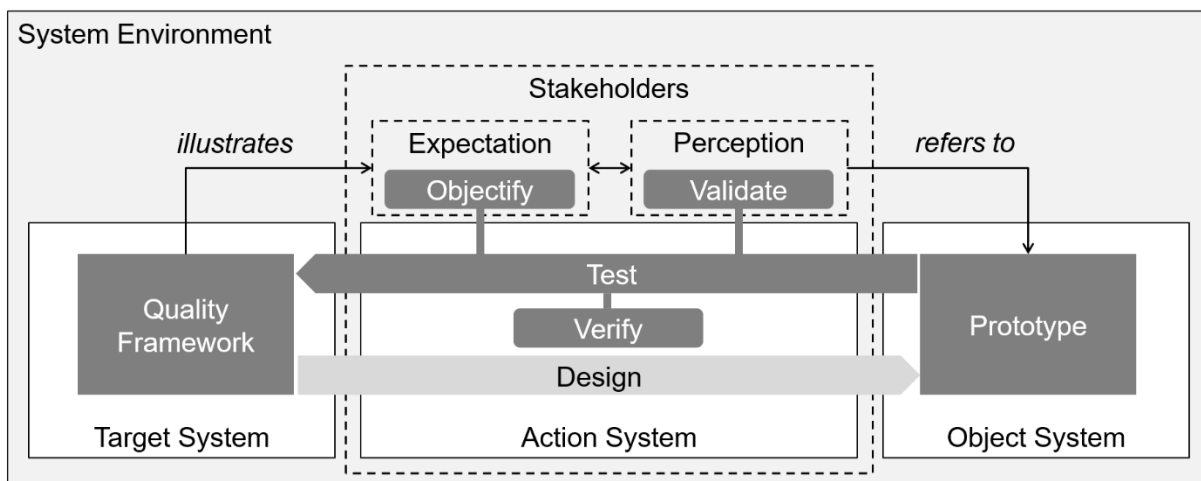 System Environment
Stakeholders
illustrates
Expectation
Perception
refers to
Objectify
Validate
Test
Quality
Framework
Verify
Prototype
Design
Target System
Action System
Object System